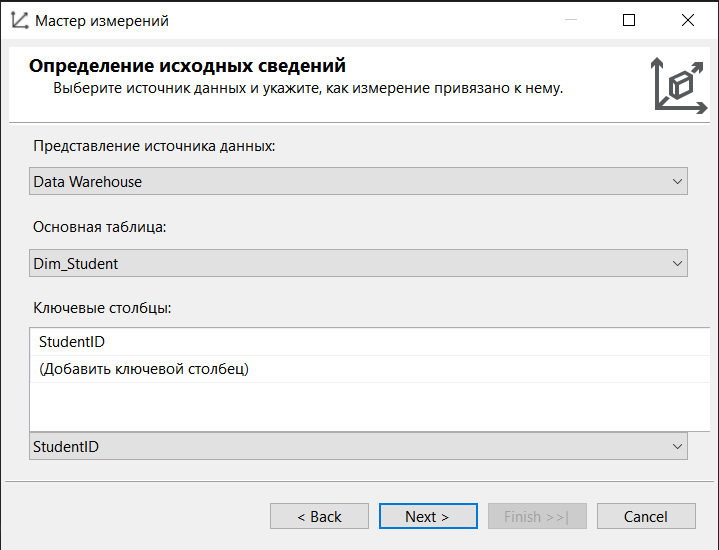 Мастер измерений
Определение исходных сведений
Выберите источник данных и укажите, как измерение привязано к нему.
Представление источника данных:
Data Warehouse
Основная таблица:
Dim_Student
Ключевые столбцы:
StudentID
(Добавить ключевой столбец)
StudentID
< Back
Next >
Finish >>|
Cancel